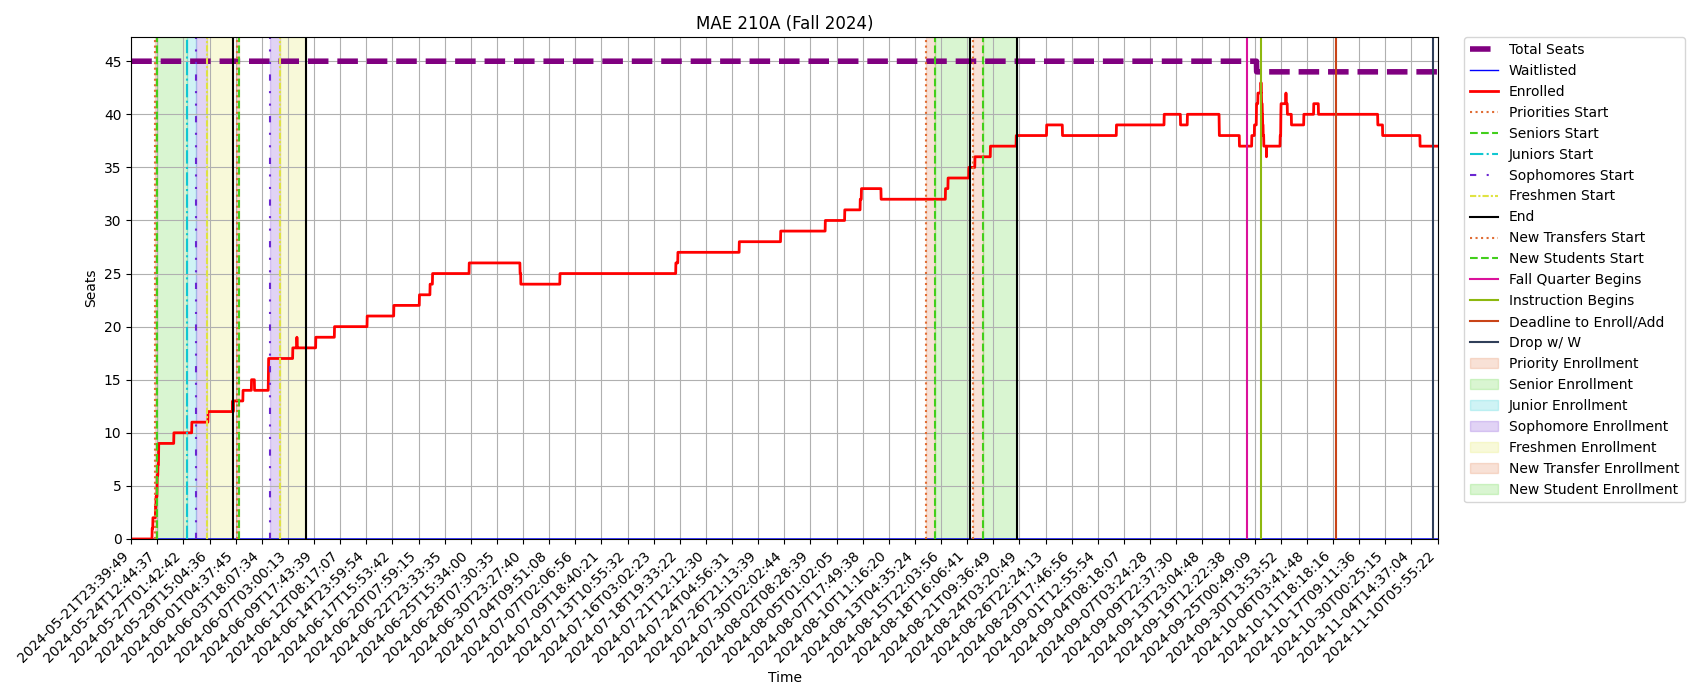 MAE 210A (Fall 2024)
Seats
45
40
35
30
25
20
15
10
5
0
2024-05-21T23:39:49
2024-05-24T12:44:37
2024-05-27T01:42:42
2024-05-29T15:04:36
2024-06-01T04:37:45
2024-06-03T18:07:34
2024-06-07T03:00:13
2024-06-09T17:43:39
2024-06-12T08:17:07
2024-06-14T23:59:54
2024-06-17T15:53:42
2024-06-20T07:59:15
2024-06-22T23:33:35
2024-06-25T15:34:00
2024-06-28T07:30:35
2024-06-30T23:27:40
2024-07-04T09:51:08
2024-07-07T02:06:56
2024-07-09T18:40:21
2024-07-13T10:55:32
2024-07-16T03:02:23
2024-07-18T19:33:22
2024-07-21T12:12:30
2024-07-24T04:56:31
2024-07-26T21:13:39
2024-07-30T02:02:44
2024-08-02T08:28:39
2024-08-05T01:02:05
2024-08-07T17:49:38
2024-08-10T11:16:20
2024-08-13T04:35:24
2024-08-15T22:03:56
2024-08-18T16:06:41
2024-08-21T09:36:49
2024-08-24T03:20:49
2024-08-26T22:24:13
2024-08-29T17:46:56
2024-09-01T12:55:54
2024-09-04T08:18:07
2024-09-07T03:24:28
2024-09-09T22:37:30
2024-09-13T23:04:48
2024-09-19T12:22:38
2024-09-25T00:49:09
2024-09-30T13:53:52
2024-10-06T03:41:48
2024-10-11T18:18:16
2024-10-17T09:11:36
2024-10-30T00:25:15
2024-11-04T14:37:04
2024-11-10T05:55:22
Time
Total Seats
Waitlisted
Enrolled
Priorities Start
Seniors Start
Juniors Start
Sophomores Start
Freshmen Start
End
New Transfers Start
New Students Start
Fall Quarter Begins
Instruction Begins
Deadline to Enroll/Add
Drop w/ W
Priority Enrollment
Senior Enrollment
Junior Enrollment
Sophomore Enrollment
Freshmen Enrollment
New Transfer Enrollment
New Student Enrollment